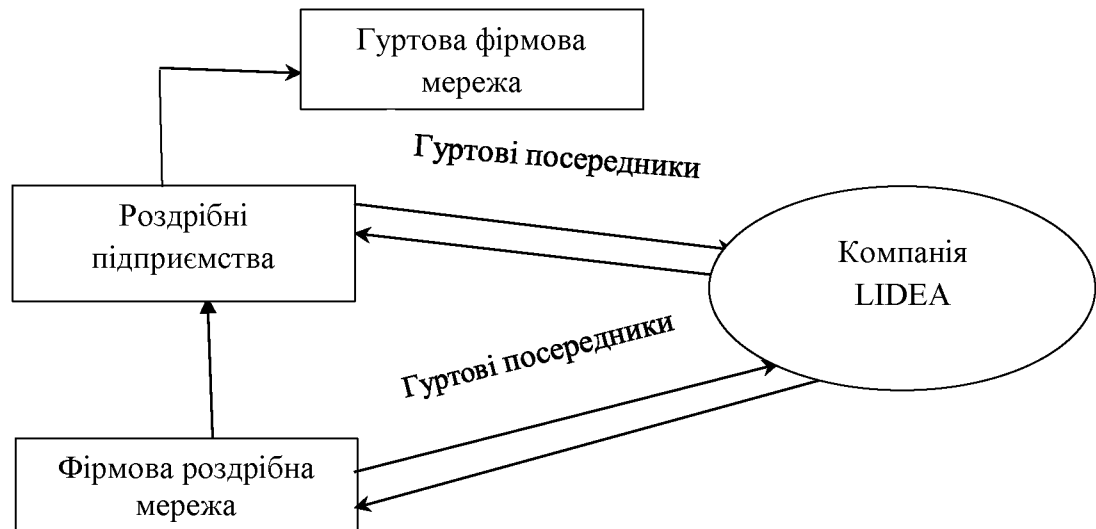 Гуртова фірмова
мережа
Гуртові посередники
Роздрібні
підприємства
Компанія
LIDEA
Гуртові посередники
Фірмова роздрібна
мережа